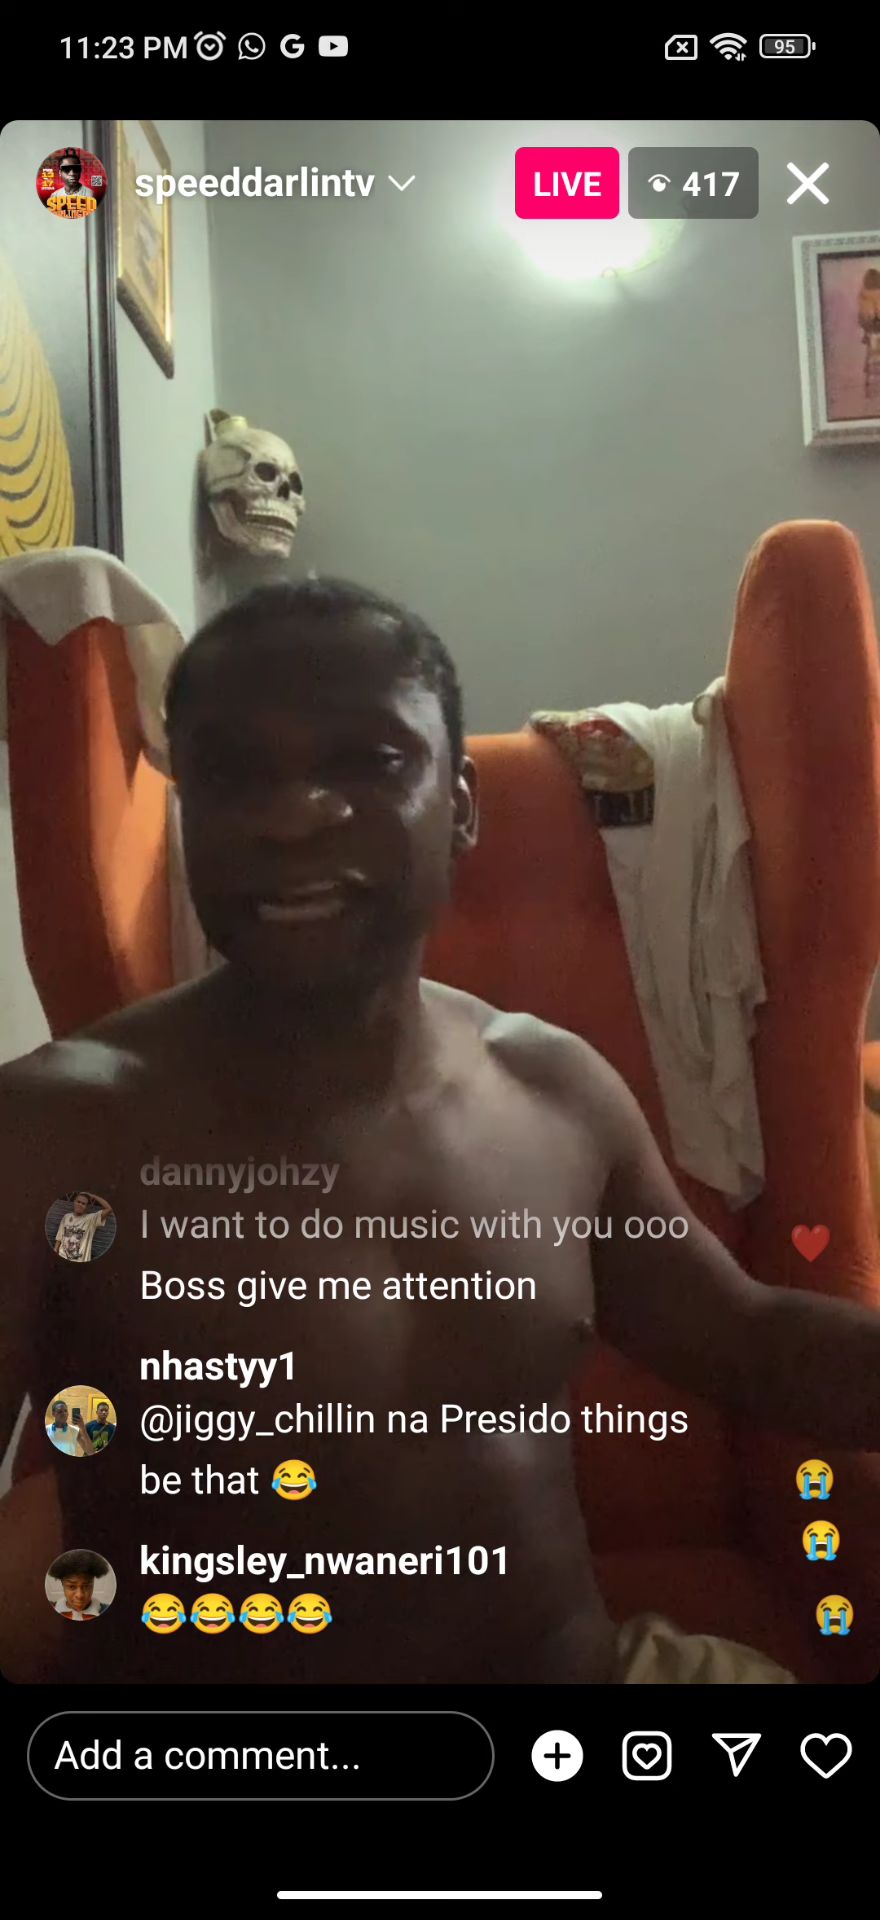 11:23 PM
95
speeddarlintv
LIVE
417
SPEED
dannyjohzy
I want to do music with you ooo
Boss give me attention
nhastyy1
@jiggy_chillin na Presido things
be that 😂
kingsley_nwaneri101
😂😂😂😂
Add a comment...